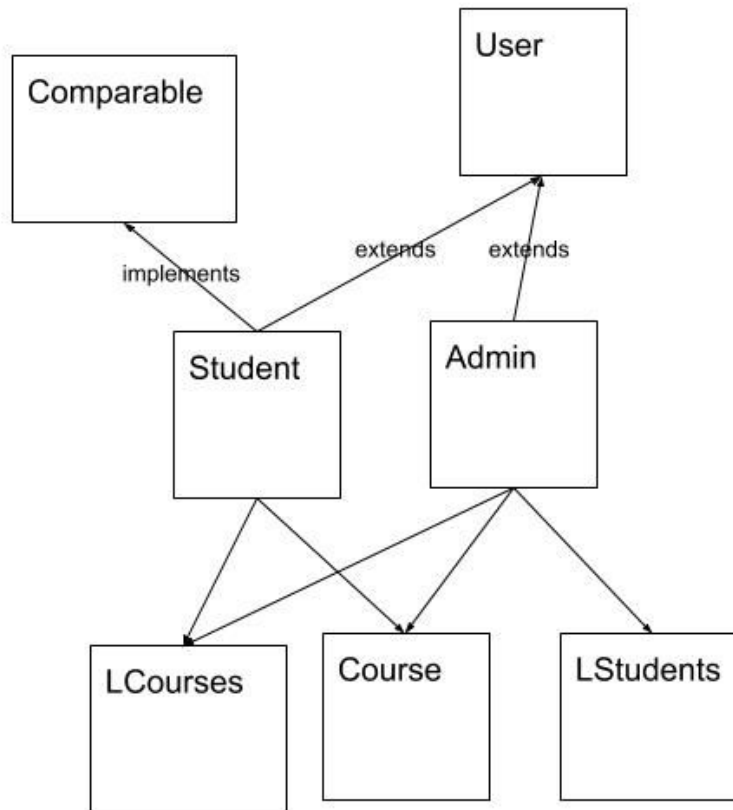 User
Comparable
extends
extends
implements
Student
Admin
LCourses
Course
LStudents